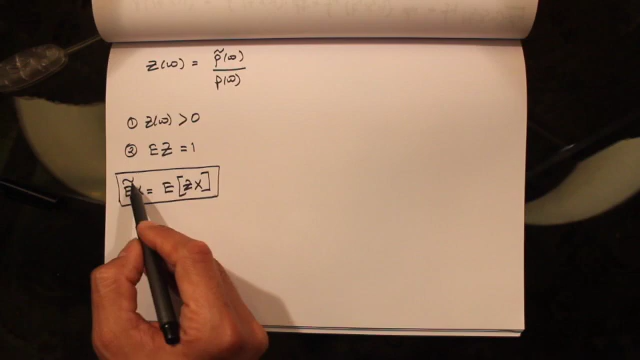 Z(ω) = p̃(ω) / p(ω)
① Z(ω) > 0
② EZ = 1
Ẽ = E[ZX]